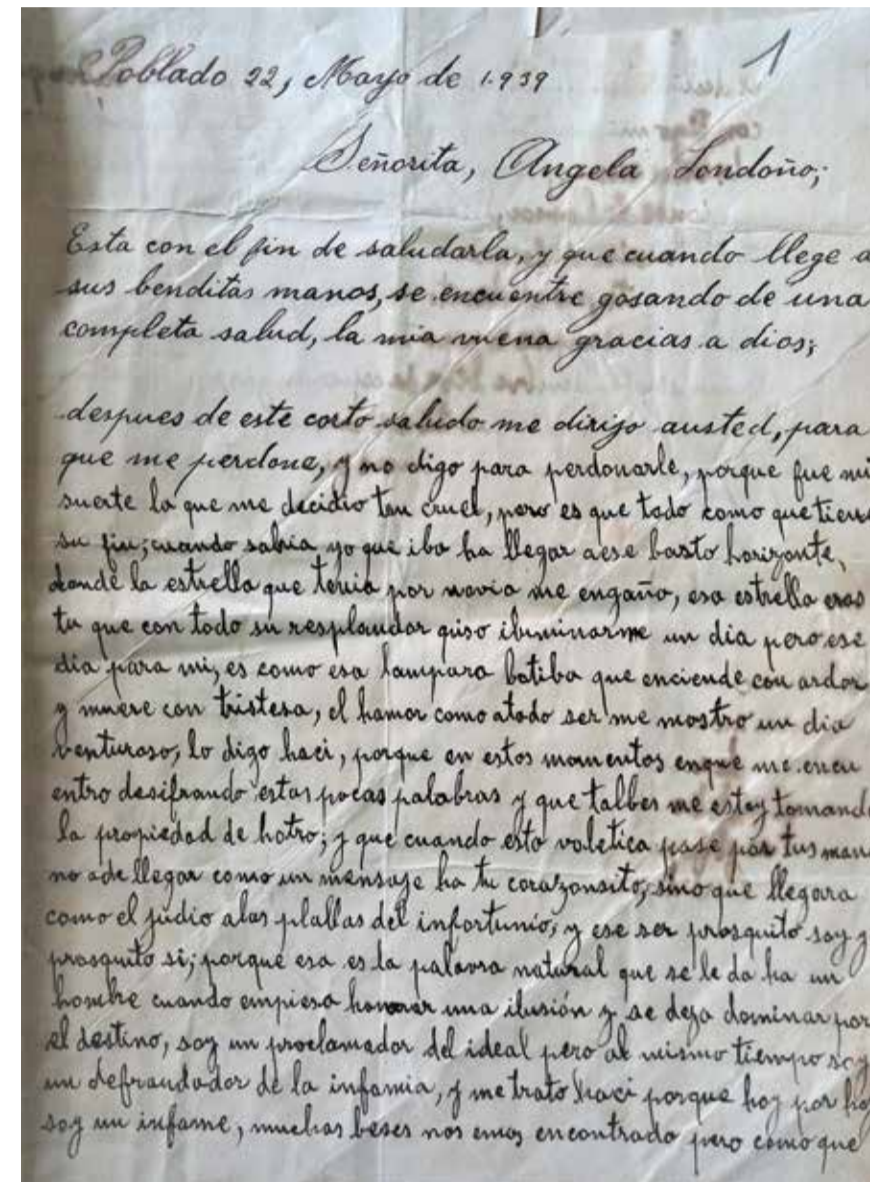 1
Poblado 22, Mayo de 1.939
Señorita, Angela Londoño;
Esta con el fin de saludarla, y que cuando llege a
sus benditas manos, se encuentre gosando de una
completa salud, la mia vuena gracias a dios;
despues de este corto saludo me dirijo austed, para
que me perdone, y no digo para perdonarle, porque fue mi
suerte la que me decidio tan cruel, pero es que todo como que tiene
su fin; cuando sabia yo que iba ha llegar aese basto horizonte,
donde la estrella que tenia por novia me engaño, esa estrella eras
tu que con todo su resplandor quiso ibuminarme un dia pero ese
dia para mi, es como esa lampara botiba que enciende con ardor
y muere con tristesa, el hamor como atodo ser me mostro un dia
venturoso, lo digo haci, porque en estos momentos enque me encu
entro desifrando estas pocas palabras y que talbes me estoy tomando
la propiedad de hotro; y que cuando esta voletica pase por tus man
no ade llegar como un mensaje ha tu corazonsito, sino que llegara
como el judio alas plallas del infortunio, y ese ser prosquito soy y
prosquito si; porque esa es la palavra natural que se le da ha un
hombre cuando empiesa una ilusión y se deja dominar por
el destino, soy un proclamador del ideal pero al mismo tiempo soy
un defraudador de la infamia, y me trato haci porque hoy por hoy
soy un infame, muchas beses nos emos encontrado pero como que